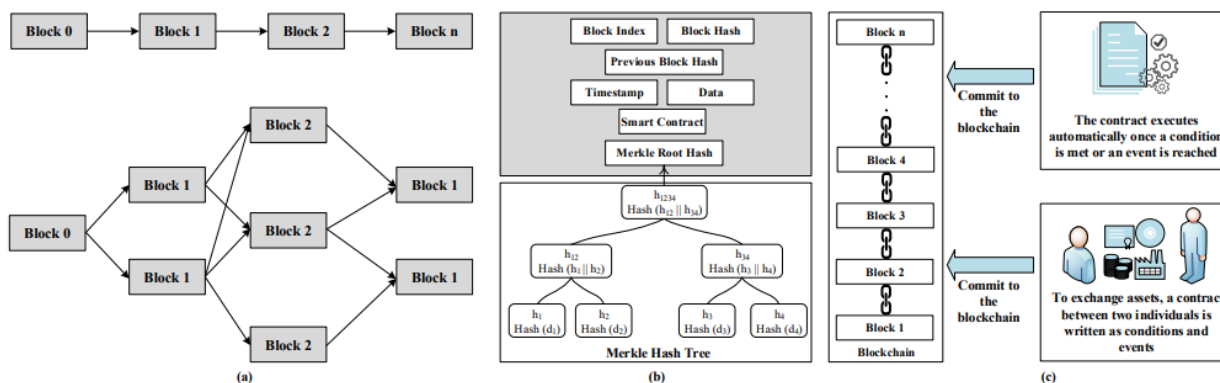 (a)
Block 0
Block 1
Block 2
Block n
Block 2
Block 1
Block 1
Block 0
Block 2
Block 1
Block 1
Block 2
(b)
Block Index
Block Hash
Previous Block Hash
Timestamp
Data
Smart Contract
Merkle Root Hash
h1234
Hash (h12 || h34)
h12
Hash (h1 || h2)
h34
Hash (h3 || h4)
h1
Hash (d1)
h2
Hash (d2)
h3
Hash (d3)
h4
Hash (d4)
Merkle Hash Tree
Block n
Block 4
Block 3
Block 2
Block 1
Blockchain
Commit to
the
blockchain
The contract executes
automatically once a condition
is met or an event is reached
Commit to
the
blockchain
To exchange assets, a contrac
between two individuals is
written as conditions and
events
(c)